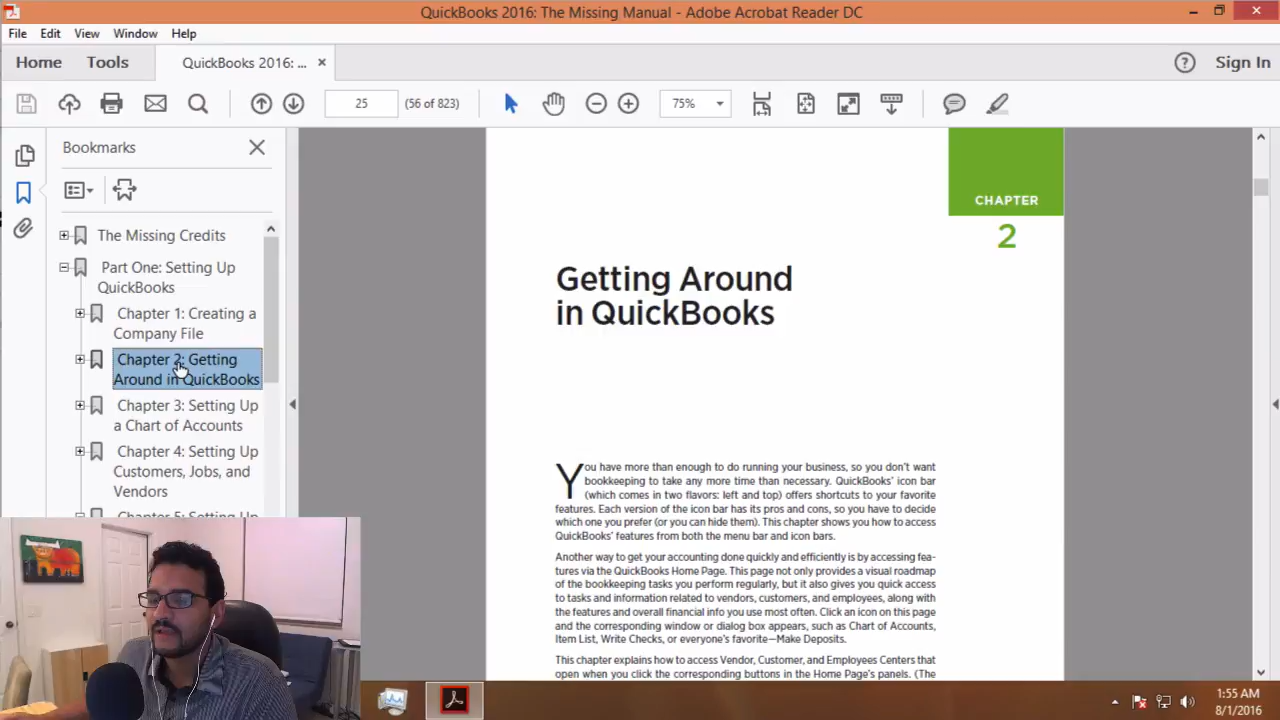 QuickBooks 2016: The Missing Manual - Adobe Acrobat Reader DC
File Edit View Window Help
Home Tools QuickBooks 2016: ... × Sign In
25 (56 of 823) 75%
Bookmarks
The Missing Credits
Part One: Setting Up
QuickBooks
Chapter 1: Creating a
Company File
Chapter 2: Getting
Around in QuickBooks
Chapter 3: Setting Up
a Chart of Accounts
Chapter 4: Setting Up
Customers, Jobs, and
Vendors
Chapter 5: Setting Up
CHAPTER
2
Getting Around
in QuickBooks
You have more than enough to do running your business, so you don't want
bookkeeping to take any more time than necessary. QuickBooks' icon bar
(which comes in two flavors: left and top) offers shortcuts to your favorite
features. Each version of the icon bar has its pros and cons, so you have to decide
which one you prefer (or you can hide them). This chapter shows you how to access
QuickBooks' features from both the menu bar and icon bars.
Another way to get your accounting done quickly and efficiently is by accessing fea-
tures via the QuickBooks Home Page. This page not only provides a visual roadmap
of the bookkeeping tasks you perform regularly, but it also gives you quick access
to tasks and information related to vendors, customers, and employees, along with
the features and overall financial info you use most often. Click an icon on this page
and the corresponding window or dialog box appears, such as Chart of Accounts,
Item List, Write Checks, or everyone's favorite—Make Deposits.
This chapter explains how to access Vendor, Customer, and Employees Centers that
open when you click the corresponding buttons in the Home Page's panels. (The
1:55 AM
8/1/2016